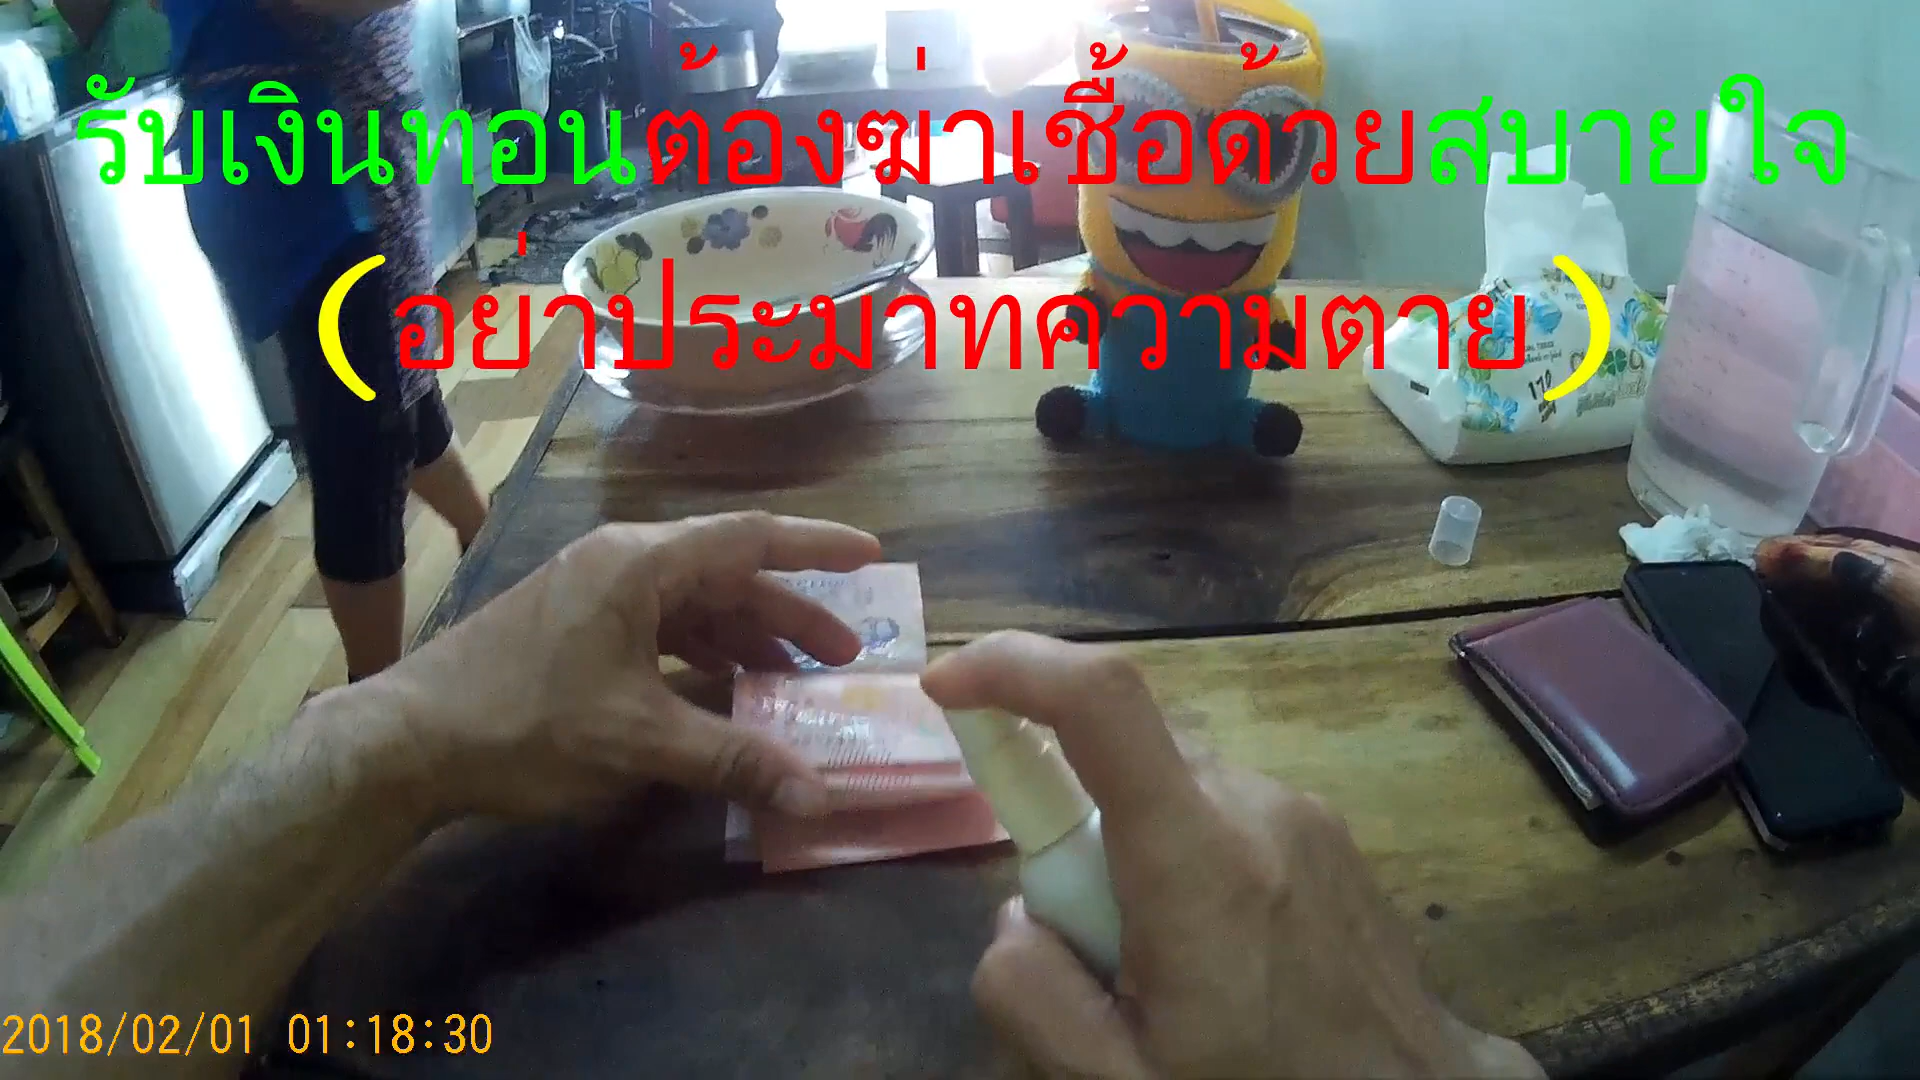 รับเงินทอนต้องฆ่าเชื้อด้วยสบายใจ
(อย่าประมาทความตาย)
170
2018/02/01 01:18:30